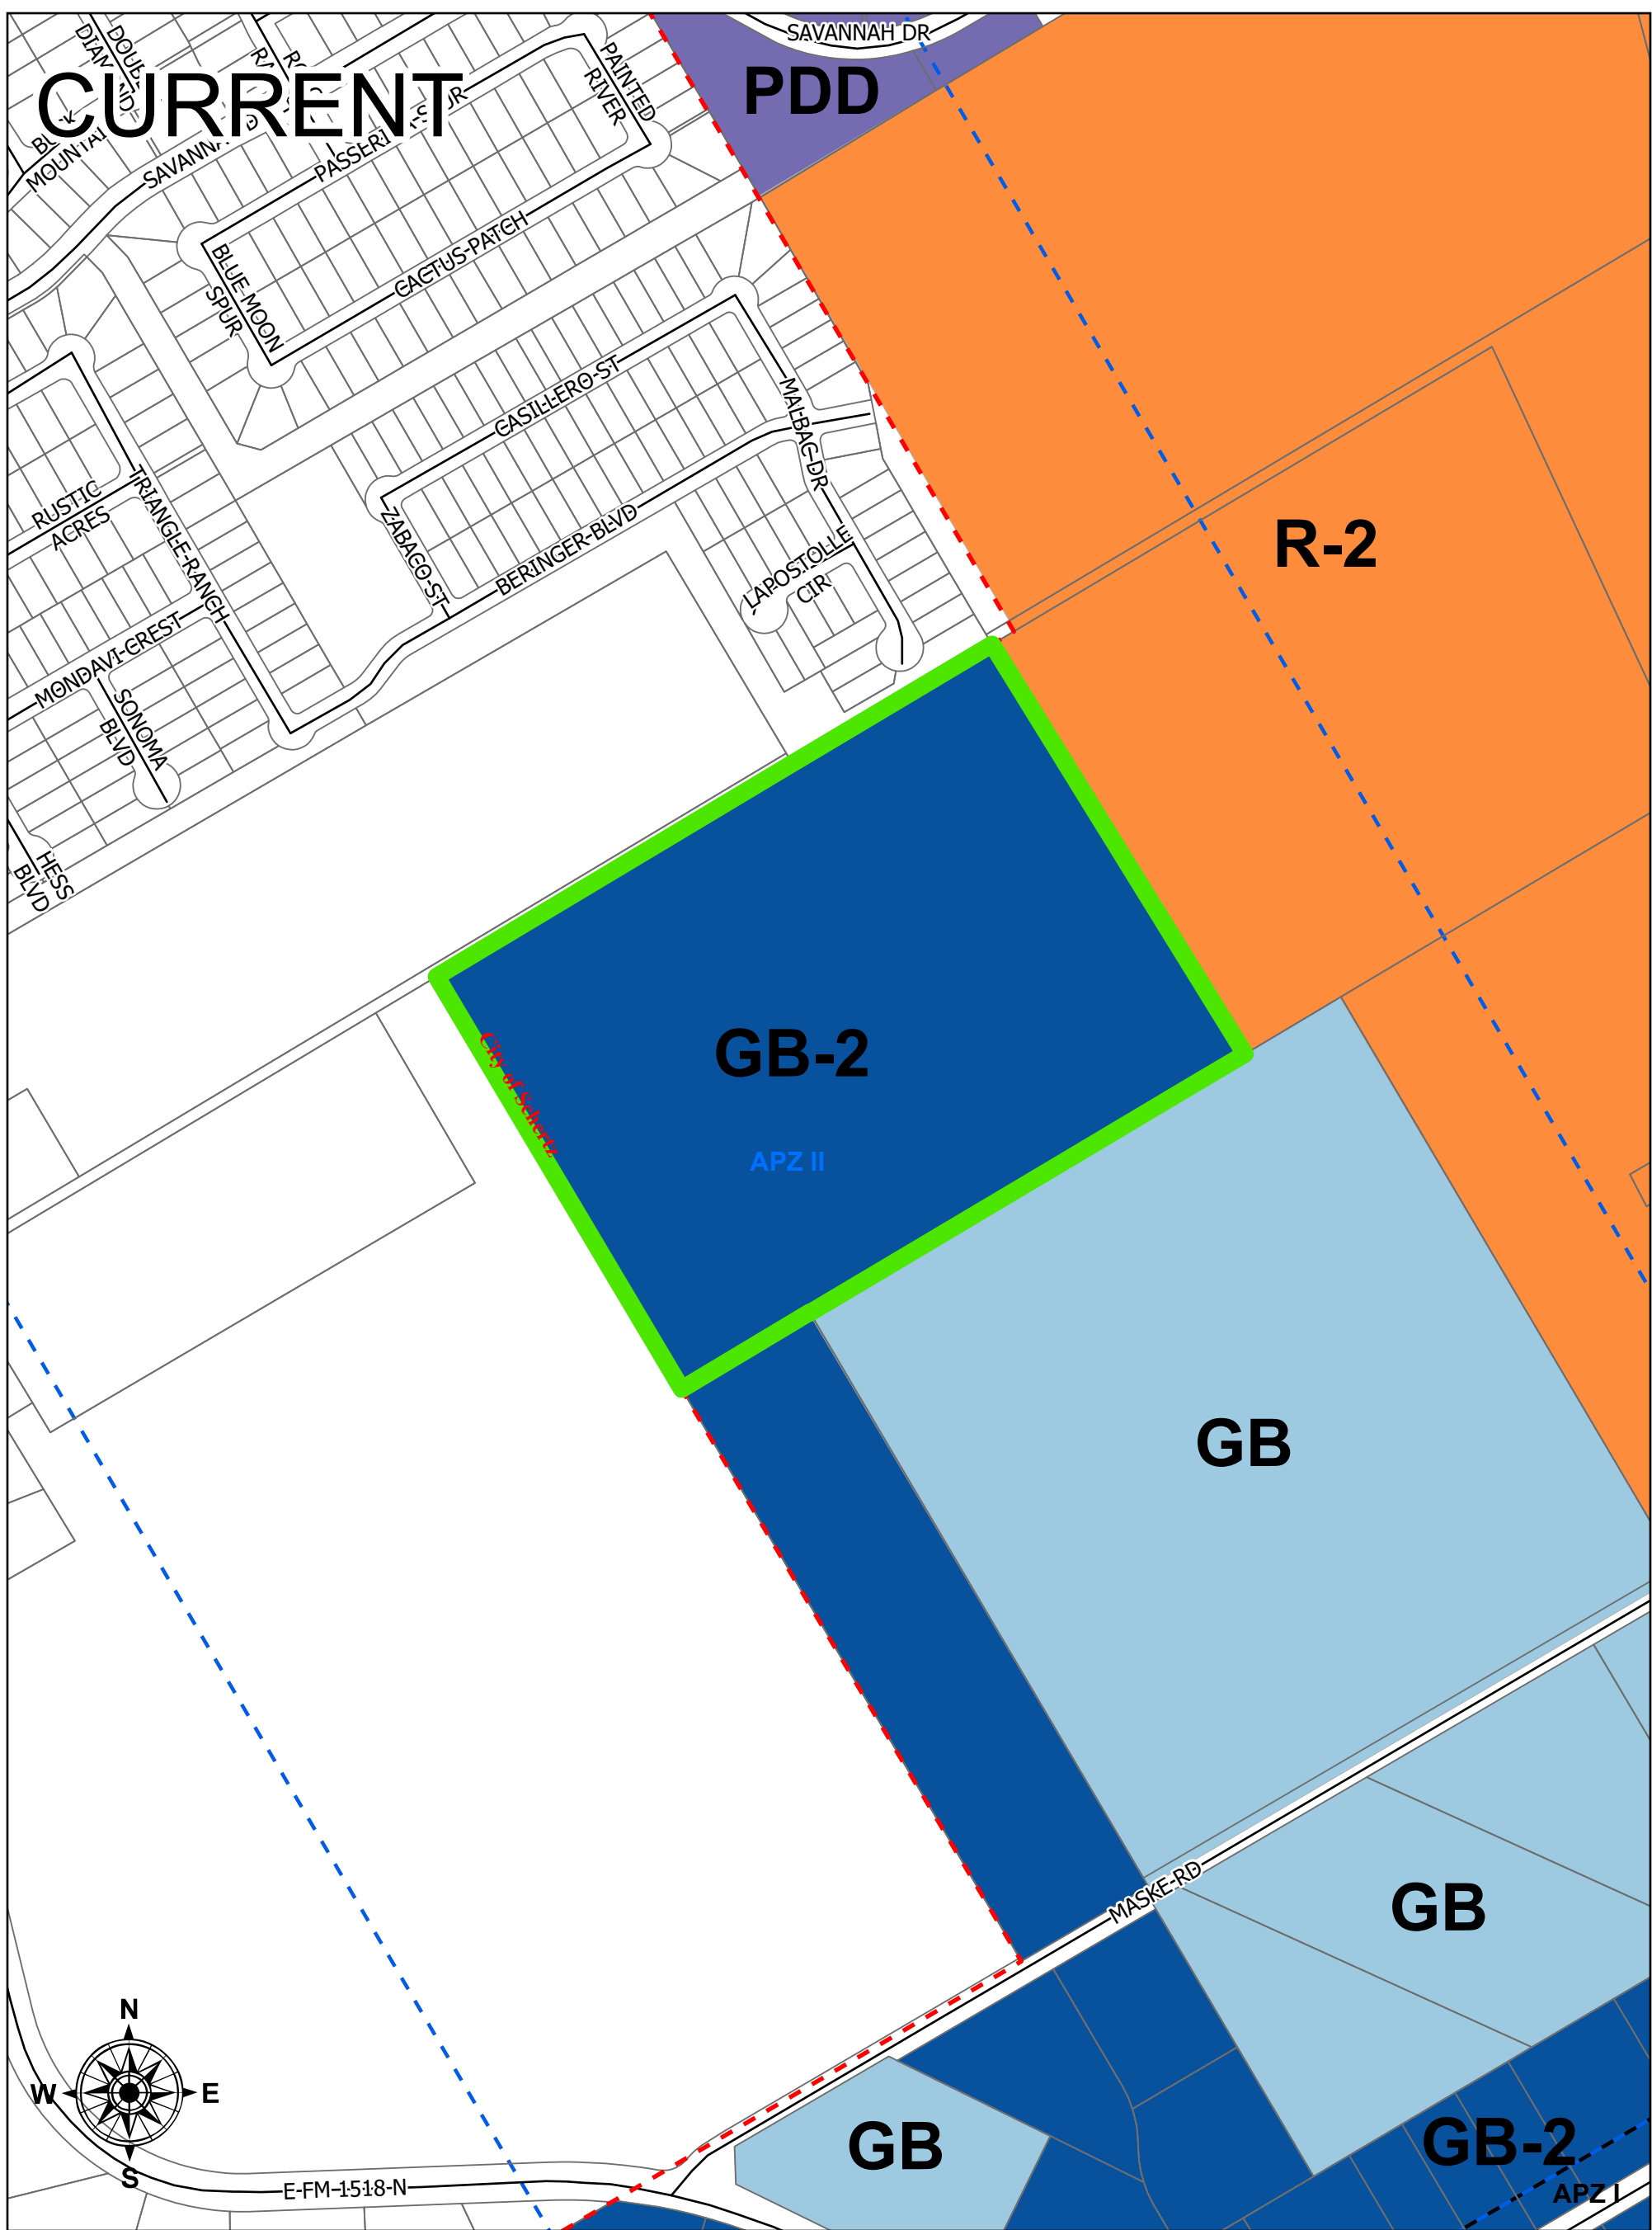 SAVANNAH DR
CURRENT
PDD
PAINTED
RIVER
MOUNTAI
CACTUS-PATCH
BLUE-MOON
SPUR
CASILLERO-ST
MALBAC-DR
R-2
RUSTIC
ACRES
TRIANGLE-RANCH
ZABACO-ST
BERINGER-BLVD
LAPOSTOLLE
CIR
MONDAVI-CREST
SONOMA
BLVD
HESS
BLVD
GB-2
City of Schertz
APZ II
GB
MASKE-RD
GB
N
W
E
S
GB
GB-2
E-FM-1518-N
APZ I